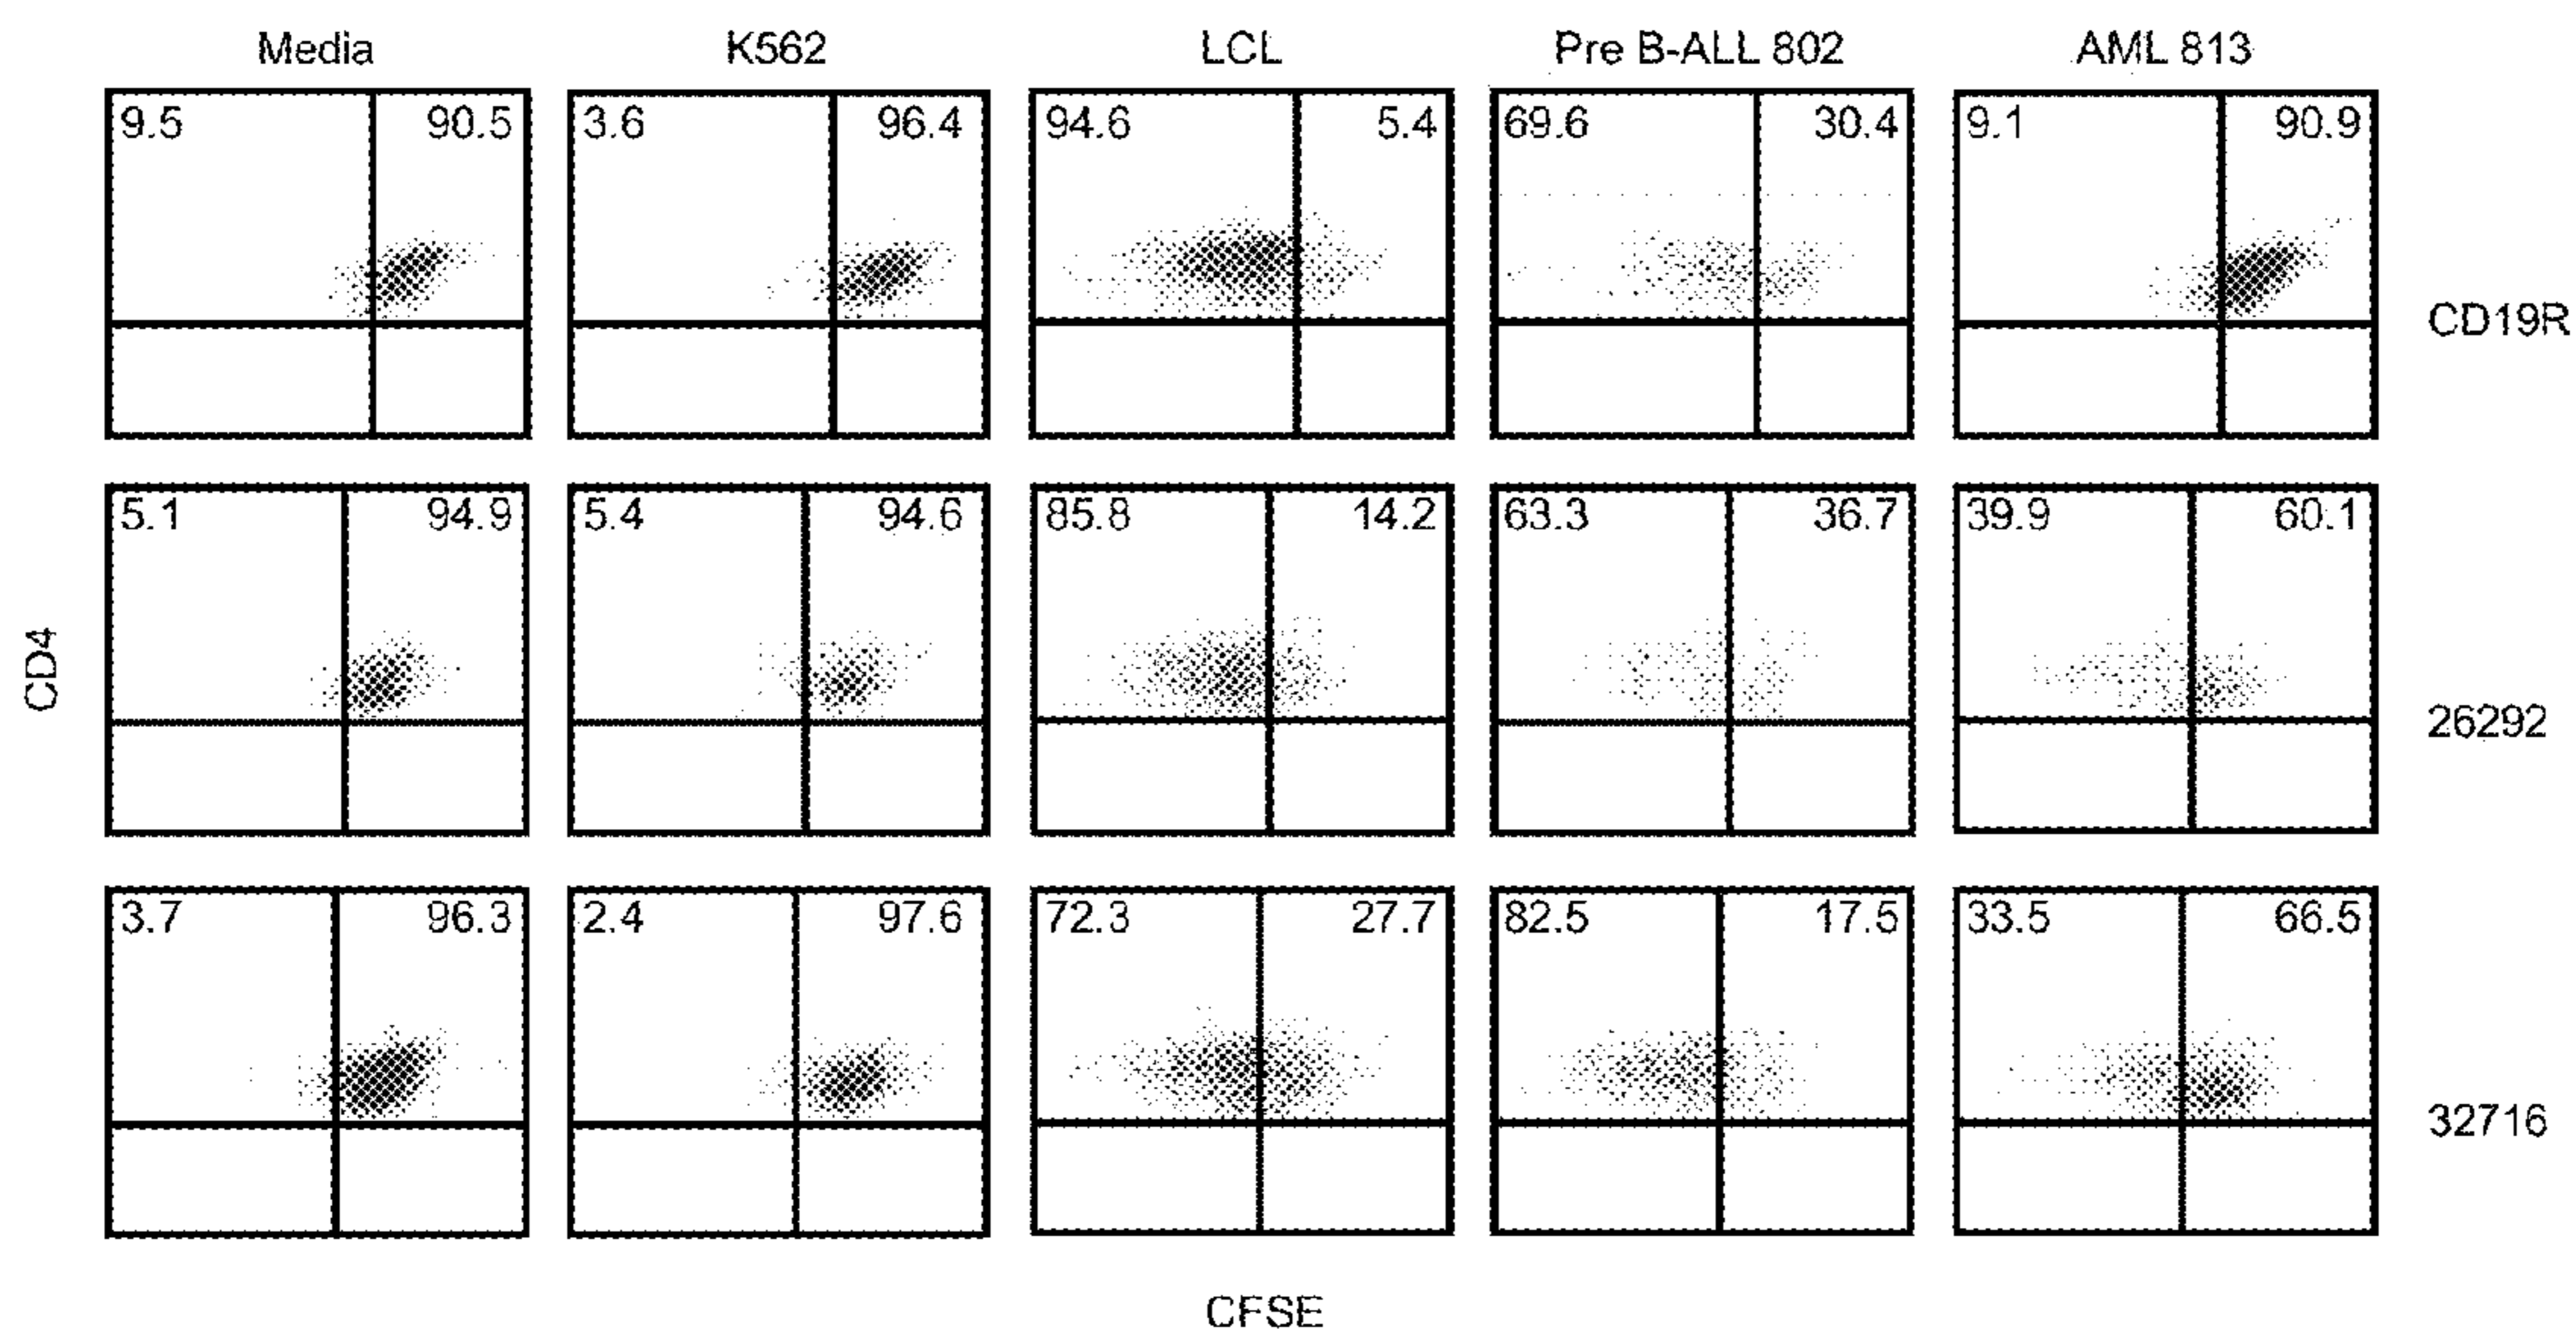 Media K562 LCL Pre B-ALL 802 AML 813
9.5 90.5 3.6 96.4 94.6 5.4 69.6 30.4 9.1 90.9
CD19R
5.1 94.9 5.4 94.6 85.8 14.2 63.3 36.7 39.9 60.1
CD4
26292
3.7 96.3 2.4 97.6 72.3 27.7 82.5 17.5 33.5 66.5
32716
CFSE